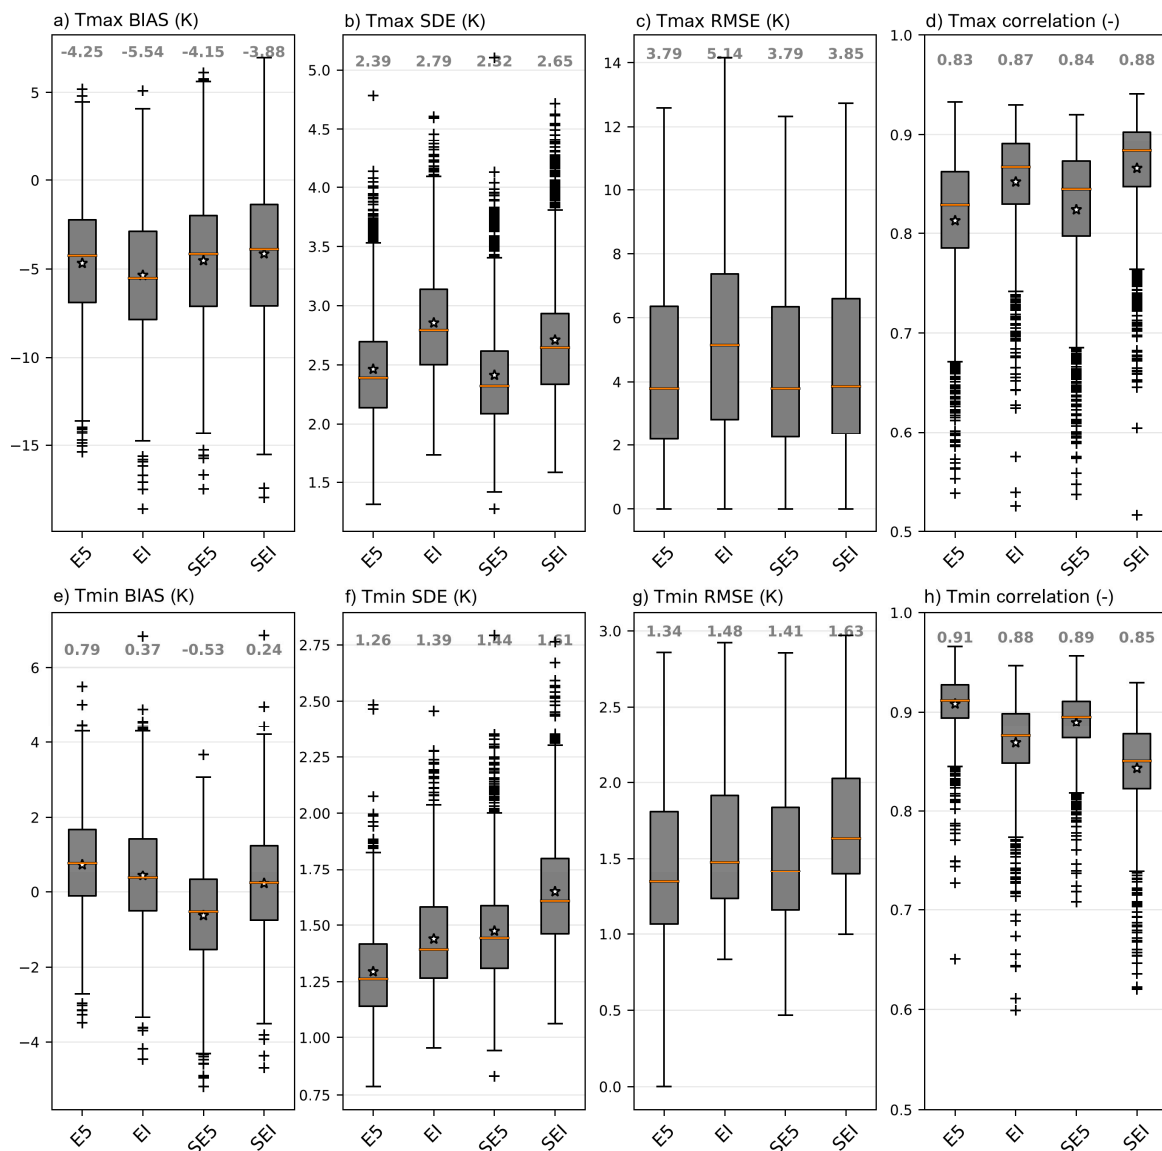 a) Tmax BIAS (K)
-4.25 -5.54 -4.15 -3.88
5
0
−5
−10
−15
E5 EI SE5 SEI
b) Tmax SDE (K)
2.39 2.79 2.32 2.65
5.0
4.5
4.0
3.5
3.0
2.5
2.0
1.5
E5 EI SE5 SEI
c) Tmax RMSE (K)
3.79 5.14 3.79 3.85
14
12
10
8
6
4
2
0
E5 EI SE5 SEI
d) Tmax correlation (-)
0.83 0.87 0.84 0.88
1.0
0.9
0.8
0.7
0.6
0.5
E5 EI SE5 SEI
e) Tmin BIAS (K)
0.79 0.37 -0.53 0.24
6
4
2
0
−2
−4
E5 EI SE5 SEI
f) Tmin SDE (K)
1.26 1.39 1.44 1.61
2.75
2.50
2.25
2.00
1.75
1.50
1.25
1.00
0.75
E5 EI SE5 SEI
g) Tmin RMSE (K)
1.34 1.48 1.41 1.63
3.0
2.5
2.0
1.5
1.0
0.5
0.0
E5 EI SE5 SEI
h) Tmin correlation (-)
0.91 0.88 0.89 0.85
1.0
0.9
0.8
0.7
0.6
0.5
E5 EI SE5 SEI